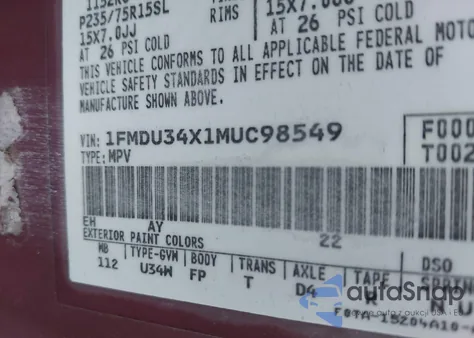 P235/75R15SL
15X7.0JJ
AT 26 PSI COLD
RIMS
AT 26 PSI COLD
THIS VEHICLE CONFORMS TO ALL APPLICABLE FEDERAL MOTO
VEHICLE SAFETY STANDARDS IN EFFECT ON THE DATE OF
MANUFACTURE SHOWN ABOVE.
VIN: 1FMDU34X1MUC98549
TYPE: MPV
F000
T002
EH AY 22
EXTERIOR PAINT COLORS
WB TYPE-GVW BODY TRANS AXLE TAPE DSO
112 U34W FP T D4
autoSnap